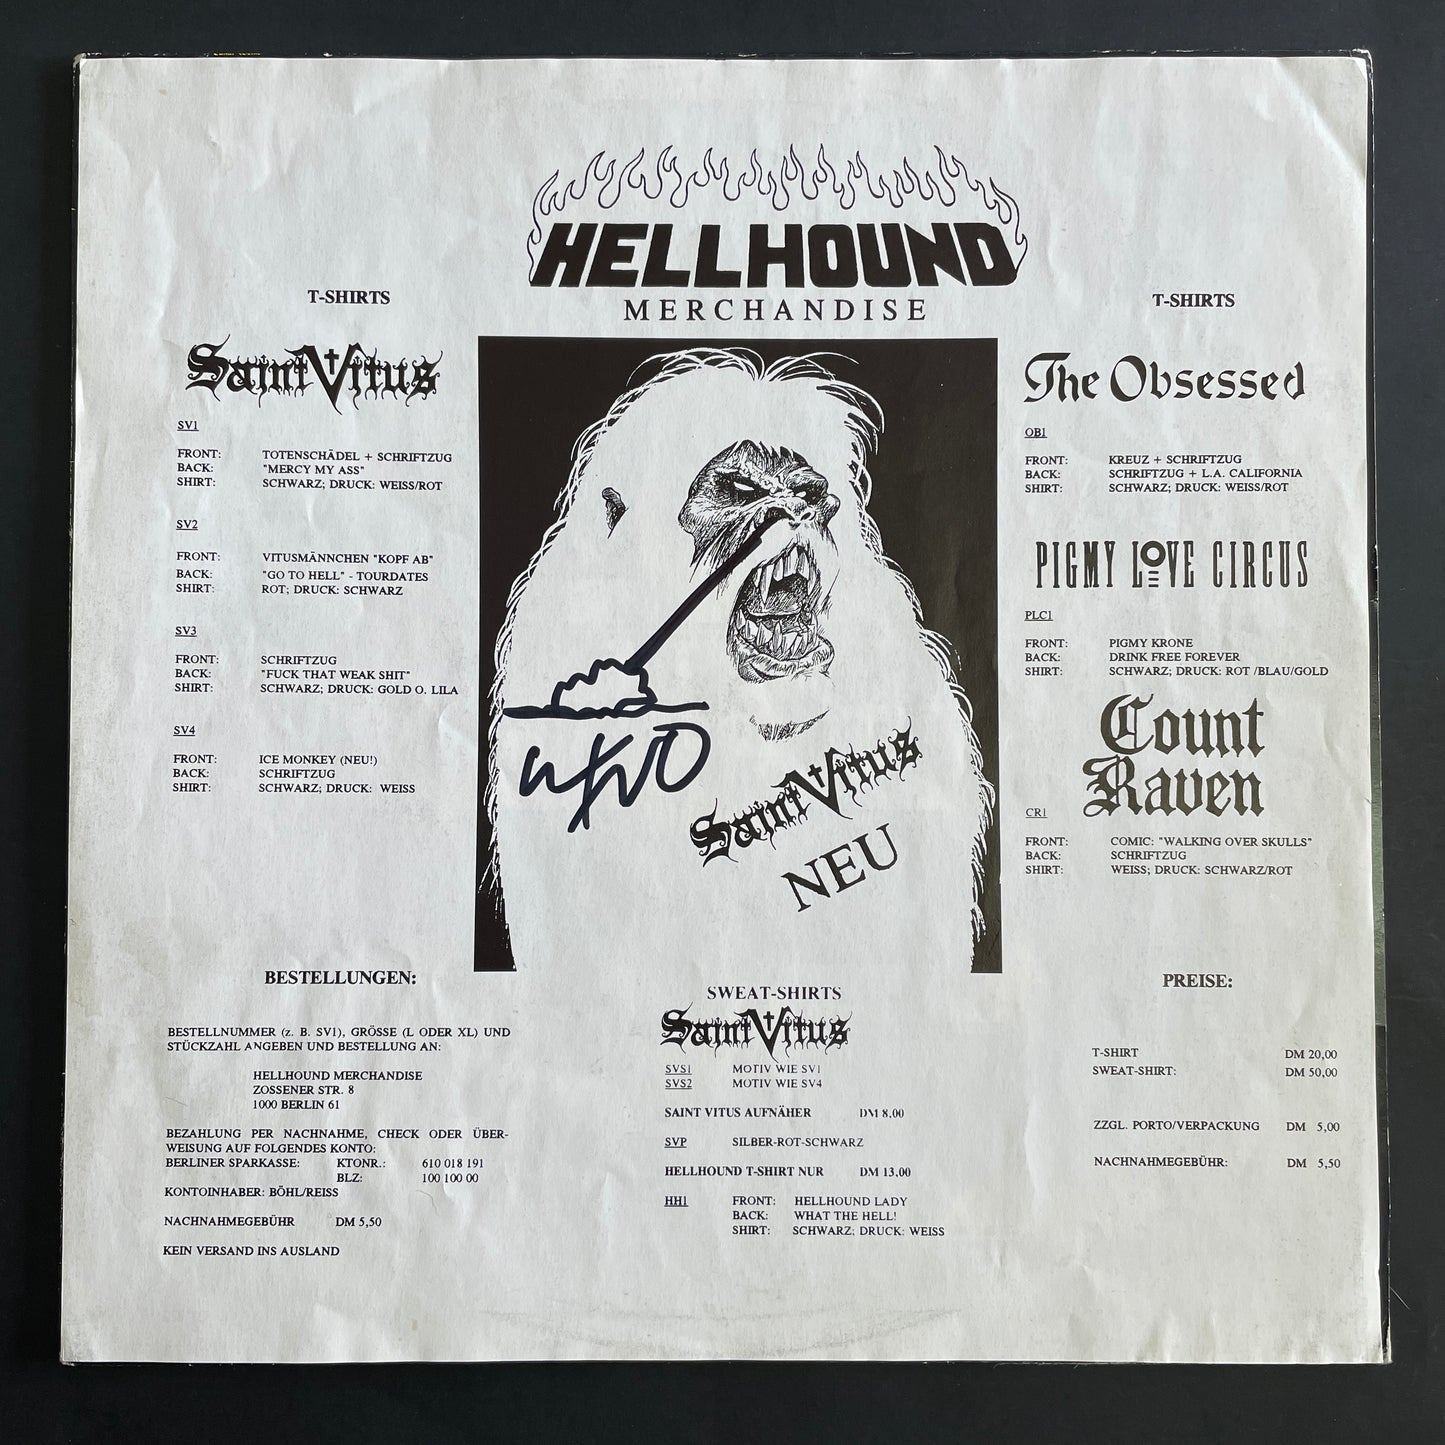 HELLHOUND
MERCHANDISE
T-SHIRTS
Saint Vitus
SV1
FRONT: TOTENSCHÄDEL + SCHRIFTZUG
BACK: "MERCY MY ASS"
SHIRT: SCHWARZ; DRUCK: WEISS/ROT
SV2
FRONT: VITUSMÄNNCHEN "KOPF AB"
BACK: "GO TO HELL" - TOURDATES
SHIRT: ROT; DRUCK: SCHWARZ
SV3
FRONT: SCHRIFTZUG
BACK: "FUCK THAT WEAK SHIT"
SHIRT: SCHWARZ; DRUCK: GOLD O. LILA
SV4
FRONT: ICE MONKEY (NEU!)
BACK: SCHRIFTZUG
SHIRT: SCHWARZ; DRUCK: WEISS
Saint Vitus
NEU
T-SHIRTS
The Obsessed
OB1
FRONT: KREUZ + SCHRIFTZUG
BACK: SCHRIFTZUG + L.A. CALIFORNIA
SHIRT: SCHWARZ; DRUCK: WEISS/ROT
PIGMY LOVE CIRCUS
PLC1
FRONT: PIGMY KRONE
BACK: DRINK FREE FOREVER
SHIRT: SCHWARZ; DRUCK: ROT /BLAU/GOLD
Count
Raven
CR1
FRONT: COMIC: "WALKING OVER SKULLS"
BACK: SCHRIFTZUG
SHIRT: WEISS; DRUCK: SCHWARZ/ROT
BESTELLUNGEN:
BESTELLNUMMER (z. B. SV1), GRÖSSE (L ODER XL) UND
STÜCKZAHL ANGEBEN UND BESTELLUNG AN:
HELLHOUND MERCHANDISE
ZOSSENER STR. 8
1000 BERLIN 61
BEZAHLUNG PER NACHNAHME, CHECK ODER ÜBER-
WEISUNG AUF FOLGENDES KONTO:
BERLINER SPARKASSE: KTONR.: 610 018 191
BLZ: 100 100 00
KONTOINHABER: BÖHL/REISS
NACHNAHMEGEBÜHR DM 5,50
KEIN VERSAND INS AUSLAND
SWEAT-SHIRTS
Saint Vitus
SVS1 MOTIV WIE SV1
SVS2 MOTIV WIE SV4
SAINT VITUS AUFNÄHER DM 8,00
SVP SILBER-ROT-SCHWARZ
HELLHOUND T-SHIRT NUR DM 13,00
HH1 FRONT: HELLHOUND LADY
BACK: WHAT THE HELL!
SHIRT: SCHWARZ; DRUCK: WEISS
PREISE:
T-SHIRT DM 20,00
SWEAT-SHIRT: DM 50,00
ZZGL. PORTO/VERPACKUNG DM 5,00
NACHNAHMEGEBÜHR: DM 5,50